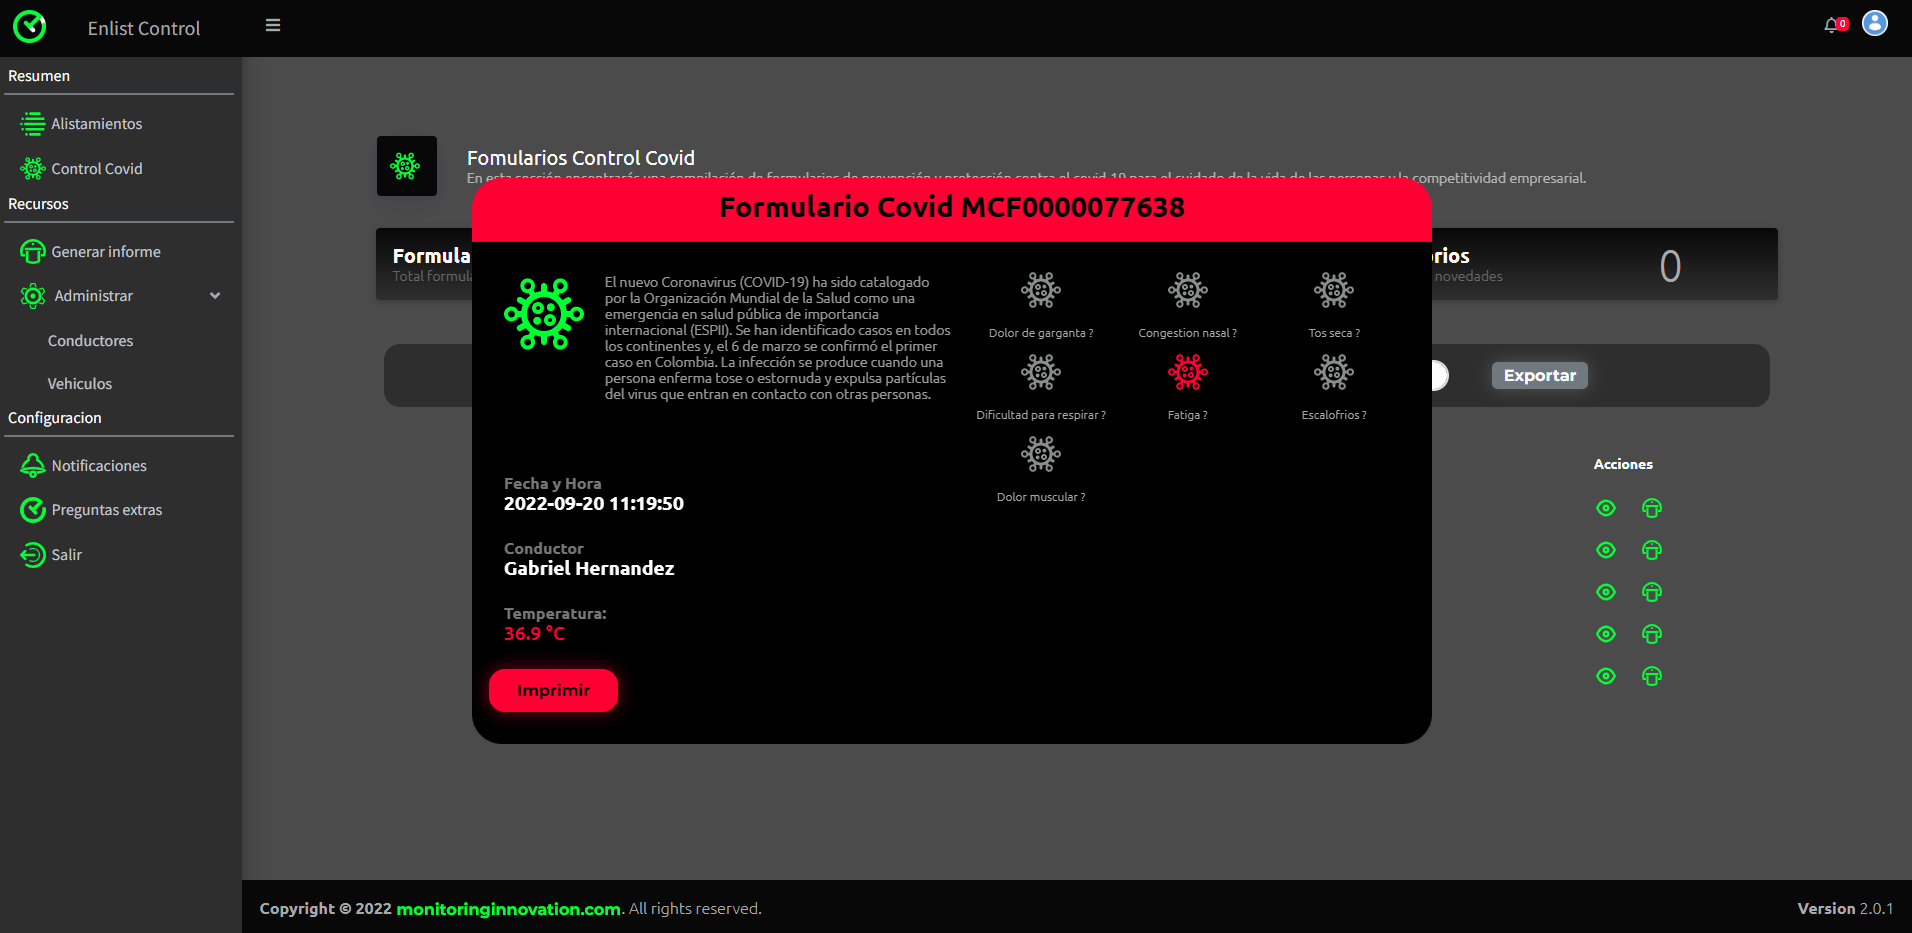 Enlist Control
0
Resumen
Alistamientos
Control Covid
Recursos
Generar informe
Administrar
Conductores
Vehiculos
Configuracion
Notificaciones
Preguntas extras
Salir
Fomularios Control Covid
En esta sección encontrarás una compilación de formularios de prevención y protección contra el covid-19 para el cuidado de la vida de las personas y la competitividad empresarial.
Formula
Total formula
rios
novedades
0
Exportar
Acciones
Formulario Covid MCF0000077638
El nuevo Coronavirus (COVID-19) ha sido catalogado
por la Organización Mundial de la Salud como una
emergencia en salud pública de importancia
internacional (ESPII). Se han identificado casos en todos
los continentes y, el 6 de marzo se confirmó el primer
caso en Colombia. La infección se produce cuando una
persona enferma tose o estornuda y expulsa partículas
del virus que entran en contacto con otras personas.
Fecha y Hora
2022-09-20 11:19:50
Conductor
Gabriel Hernandez
Temperatura:
36.9 °C
Imprimir
Dolor de garganta ?
Congestion nasal ?
Tos seca ?
Dificultad para respirar ?
Fatiga ?
Escalofrios ?
Dolor muscular ?
Copyright © 2022 monitoringinnovation.com. All rights reserved.
Version 2.0.1